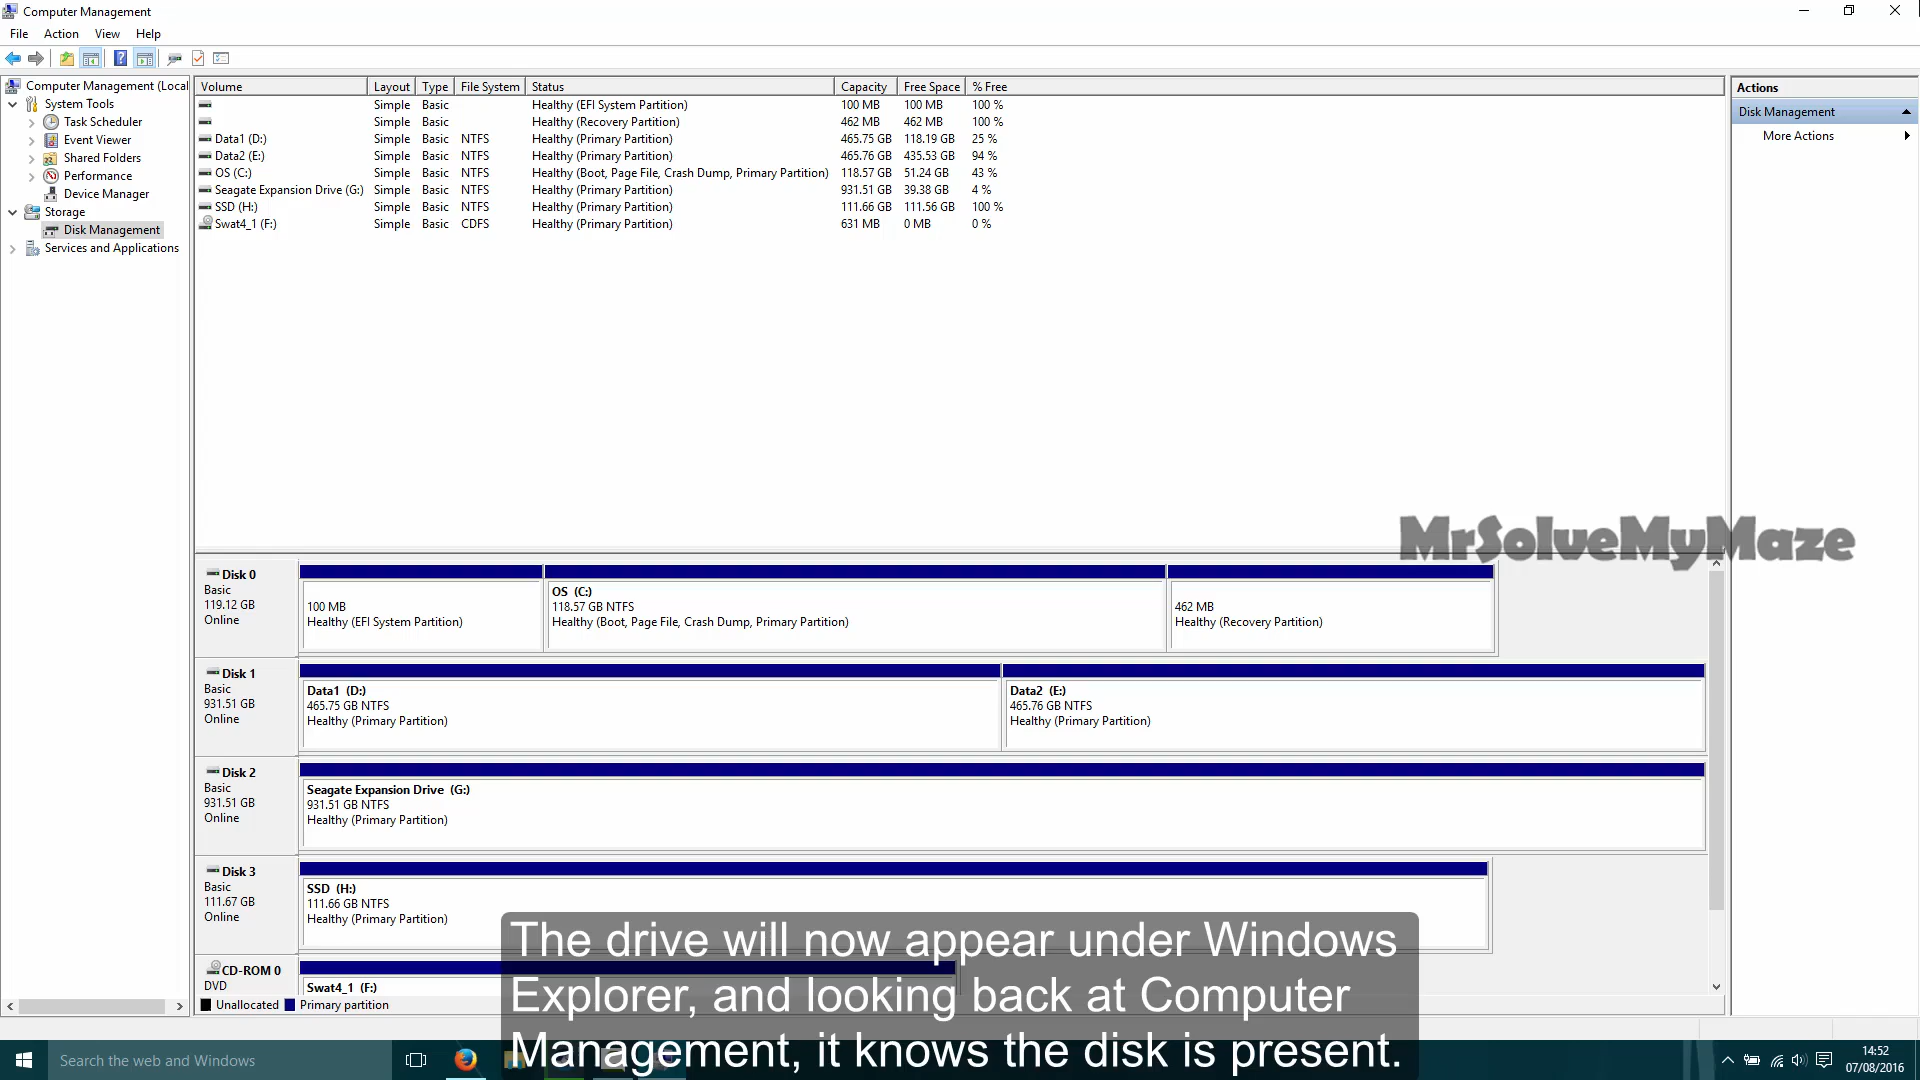 Computer Management
File Action View Help
Computer Management (Local
System Tools
Task Scheduler
Event Viewer
Shared Folders
Performance
Device Manager
Storage
Disk Management
Services and Applications
Volume Layout Type File System Status Capacity Free Space % Free
Simple Basic Healthy (EFI System Partition) 100 MB 100 MB 100 %
Simple Basic Healthy (Recovery Partition) 462 MB 462 MB 100 %
Data1 (D:) Simple Basic NTFS Healthy (Primary Partition) 465.75 GB 118.19 GB 25 %
Data2 (E:) Simple Basic NTFS Healthy (Primary Partition) 465.76 GB 435.53 GB 94 %
OS (C:) Simple Basic NTFS Healthy (Boot, Page File, Crash Dump, Primary Partition) 118.57 GB 51.24 GB 43 %
Seagate Expansion Drive (G:) Simple Basic NTFS Healthy (Primary Partition) 931.51 GB 39.38 GB 4 %
SSD (H:) Simple Basic NTFS Healthy (Primary Partition) 111.66 GB 111.56 GB 100 %
Swat4_1 (F:) Simple Basic CDFS Healthy (Primary Partition) 631 MB 0 MB 0 %
Actions
Disk Management
More Actions
MrSolveMyMaze
Disk 0
Basic
119.12 GB
Online
100 MB
Healthy (EFI System Partition)
OS (C:)
118.57 GB NTFS
Healthy (Boot, Page File, Crash Dump, Primary Partition)
462 MB
Healthy (Recovery Partition)
Disk 1
Basic
931.51 GB
Online
Data1 (D:)
465.75 GB NTFS
Healthy (Primary Partition)
Data2 (E:)
465.76 GB NTFS
Healthy (Primary Partition)
Disk 2
Basic
931.51 GB
Online
Seagate Expansion Drive (G:)
931.51 GB NTFS
Healthy (Primary Partition)
Disk 3
Basic
111.67 GB
Online
SSD (H:)
111.66 GB NTFS
Healthy (Primary Partition)
CD-ROM 0
DVD
Swat4_1 (F:)
Unallocated Primary partition
The drive will now appear under Windows
Explorer, and looking back at Computer
Management, it knows the disk is present.
Search the web and Windows
14:52
07/08/2016